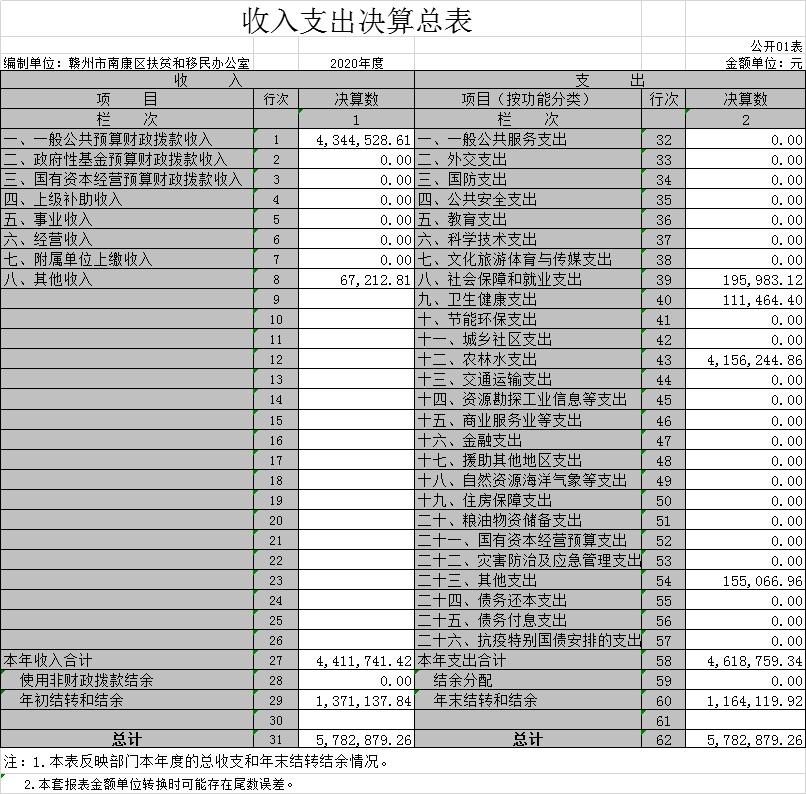 收入支出决算总表
公开01表
编制单位：赣州市南康区扶贫和移民办公室 2020年度 金额单位：元
收 入 支 出
项 目 行次 决算数 项目（按功能分类） 行次 决算数
栏 次 1 栏 次 2
一、一般公共预算财政拨款收入 1 4,344,528.61 一、一般公共服务支出 32 0.00
二、政府性基金预算财政拨款收入 2 0.00 二、外交支出 33 0.00
三、国有资本经营预算财政拨款收入 3 0.00 三、国防支出 34 0.00
四、上级补助收入 4 0.00 四、公共安全支出 35 0.00
五、事业收入 5 0.00 五、教育支出 36 0.00
六、经营收入 6 0.00 六、科学技术支出 37 0.00
七、附属单位上缴收入 7 0.00 七、文化旅游体育与传媒支出 38 0.00
八、其他收入 8 67,212.81 八、社会保障和就业支出 39 195,983.12
9 九、卫生健康支出 40 111,464.40
10 十、节能环保支出 41 0.00
11 十一、城乡社区支出 42 0.00
12 十二、农林水支出 43 4,156,244.86
13 十三、交通运输支出 44 0.00
14 十四、资源勘探工业信息等支出 45 0.00
15 十五、商业服务业等支出 46 0.00
16 十六、金融支出 47 0.00
17 十七、援助其他地区支出 48 0.00
18 十八、自然资源海洋气象等支出 49 0.00
19 十九、住房保障支出 50 0.00
20 二十、粮油物资储备支出 51 0.00
21 二十一、国有资本经营预算支出 52 0.00
22 二十二、灾害防治及应急管理支出 53 0.00
23 二十三、其他支出 54 155,066.96
24 二十四、债务还本支出 55 0.00
25 二十五、债务付息支出 56 0.00
26 二十六、抗疫特别国债安排的支出 57 0.00
本年收入合计 27 4,411,741.42 本年支出合计 58 4,618,759.34
使用非财政拨款结余 28 0.00 结余分配 59 0.00
年初结转和结余 29 1,371,137.84 年末结转和结余 60 1,164,119.92
30 61
总计 31 5,782,879.26 总计 62 5,782,879.26
注：1.本表反映部门本年度的总收支和年末结转结余情况。
2.本套报表金额单位转换时可能存在尾数误差。